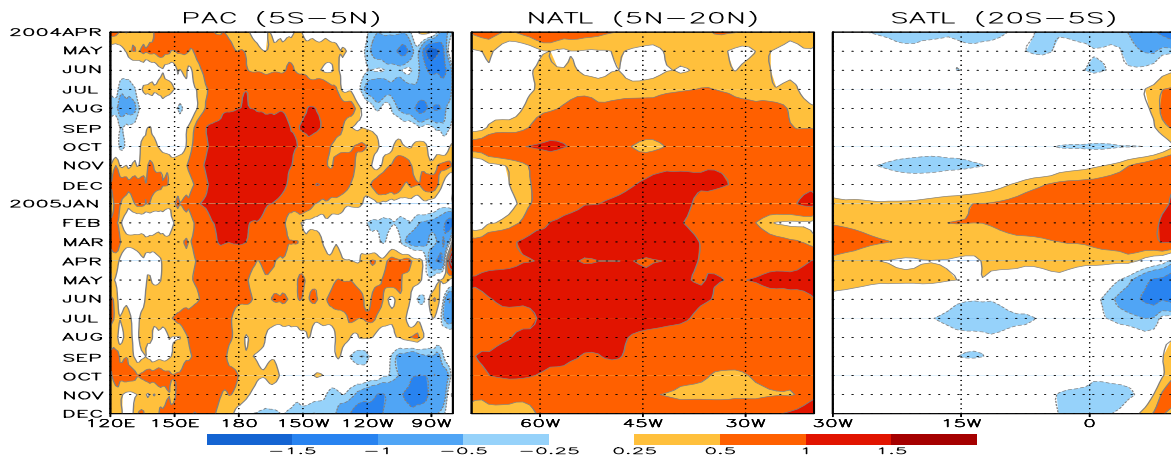 PAC (5S−5N) NATL (5N−20N) SATL (20S−5S)
2004APR
MAY
JUN
JUL
AUG
SEP
OCT
NOV
DEC
2005JAN
FEB
MAR
APR
MAY
JUN
JUL
AUG
SEP
OCT
NOV
DEC
120E 150E 180 150W 120W 90W 60W 45W 30W 30W 15W 0
−1.5 −1 −0.5 −0.25 0.25 0.5 1 1.5